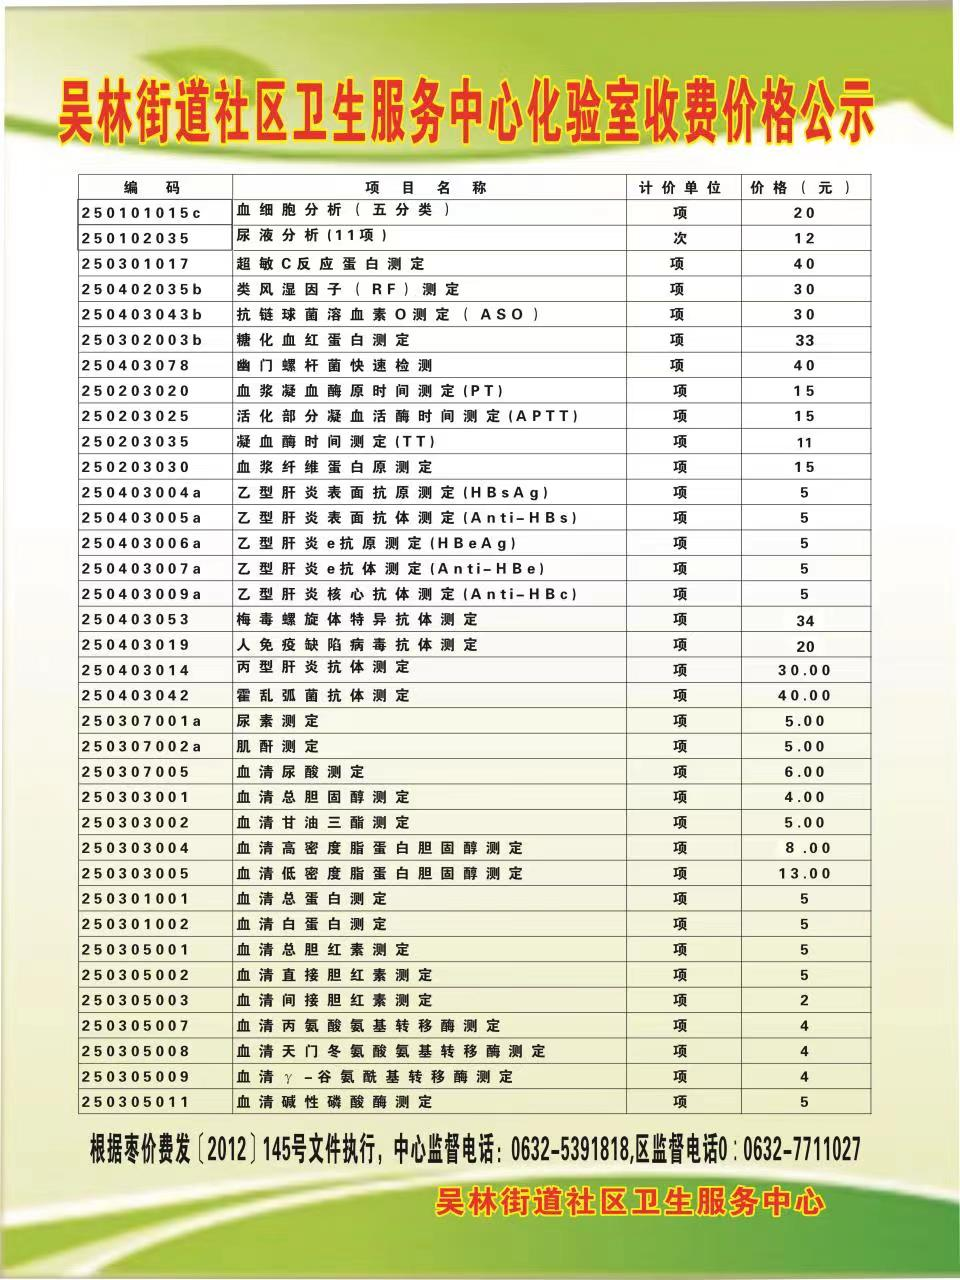 吴林街道社区卫生服务中心化验室收费价格公示
编 码 项 目 名 称 计价单位 价格(元)
250101015c 血细胞分析(五分类) 项 20
250102035 尿液分析(11项) 次 12
250301017 超敏C反应蛋白测定 项 40
250402035b 类风湿因子(RF)测定 项 30
250403043b 抗链球菌溶血素O测定(ASO) 项 30
250302003b 糖化血红蛋白测定 项 33
250403078 幽门螺杆菌快速检测 项 40
250203020 血浆凝血酶原时间测定(PT) 项 15
250203025 活化部分凝血活酶时间测定(APTT) 项 15
250203035 凝血酶时间测定(TT) 项 11
250203030 血浆纤维蛋白原测定 项 15
250403004a 乙型肝炎表面抗原测定(HBsAg) 项 5
250403005a 乙型肝炎表面抗体测定(Anti-HBs) 项 5
250403006a 乙型肝炎e抗原测定(HBeAg) 项 5
250403007a 乙型肝炎e抗体测定(Anti-HBe) 项 5
250403009a 乙型肝炎核心抗体测定(Anti-HBc) 项 5
250403053 梅毒螺旋体特异抗体测定 项 34
250403019 人免疫缺陷病毒抗体测定 项 20
250403014 丙型肝炎抗体测定 项 30.00
250403042 霍乱弧菌抗体测定 项 40.00
250307001a 尿素测定 项 5.00
250307002a 肌酐测定 项 5.00
250307005 血清尿酸测定 项 6.00
250303001 血清总胆固醇测定 项 4.00
250303002 血清甘油三酯测定 项 5.00
250303004 血清高密度脂蛋白胆固醇测定 项 8.00
250303005 血清低密度脂蛋白胆固醇测定 项 13.00
250301001 血清总蛋白测定 项 5
250301002 血清白蛋白测定 项 5
250305001 血清总胆红素测定 项 5
250305002 血清直接胆红素测定 项 5
250305003 血清间接胆红素测定 项 2
250305007 血清丙氨酸氨基转移酶测定 项 4
250305008 血清天门冬氨酸氨基转移酶测定 项 4
250305009 血清γ-谷氨酰基转移酶测定 项 4
250305011 血清碱性磷酸酶测定 项 5
根据枣价费发〔2012〕145号文件执行，中心监督电话：0632-5391818,区监督电话0：0632-7711027
吴林街道社区卫生服务中心